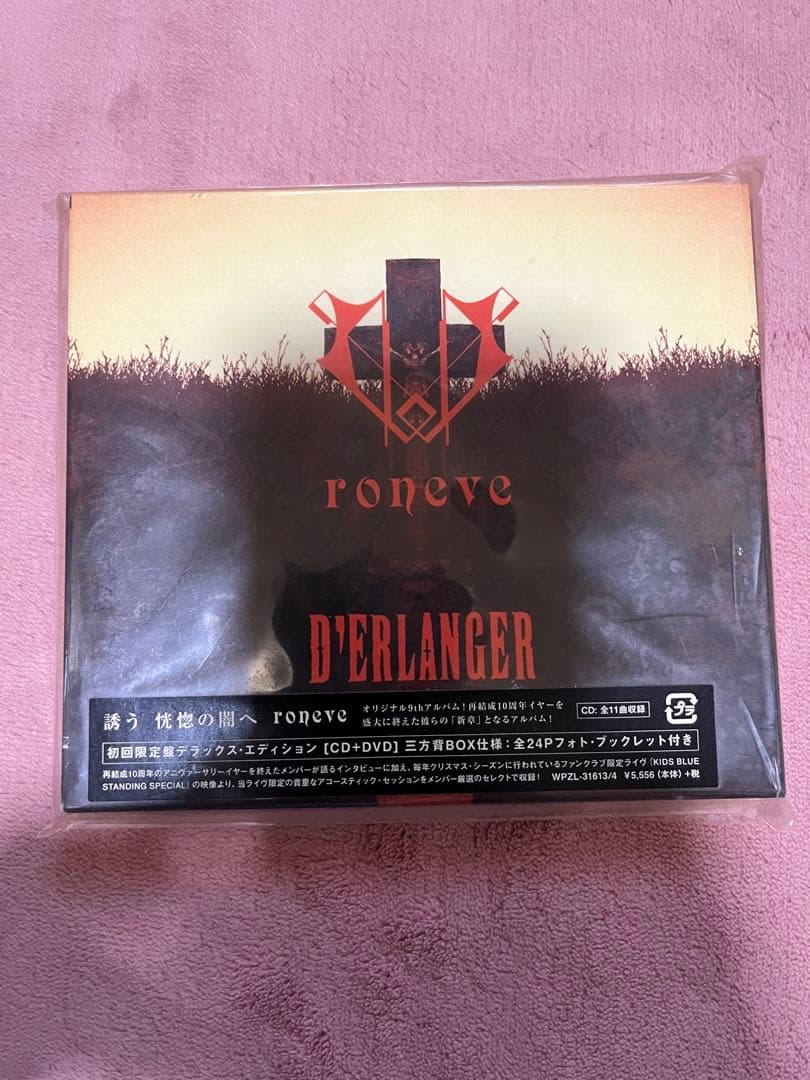 roneve
D'ERLANGER
誘う 恍惚の闇へ roneve
オリジナル9thアルバム!再結成10周年イヤーを
盛大に終えた彼らの「新章」となるアルバム!
CD: 全11曲収録
プラ
初回限定盤デラックス・エディション【CD+DVD】三方背BOX仕様:全24Pフォト・ブックレット付き
再結成10周年のアニヴァーサリーイヤーを終えたメンバーが語るインタビューに加え、毎年クリスマス・シーズンに行われているファンクラブ限定ライヴ「KIDS BLUE
STANDING SPECIAL」の映像より、当ライヴ限定の貴重なアコースティック・セッションをメンバー厳選のセレクトで収録! WPZL-31613/4 ¥5,556(本体)+税